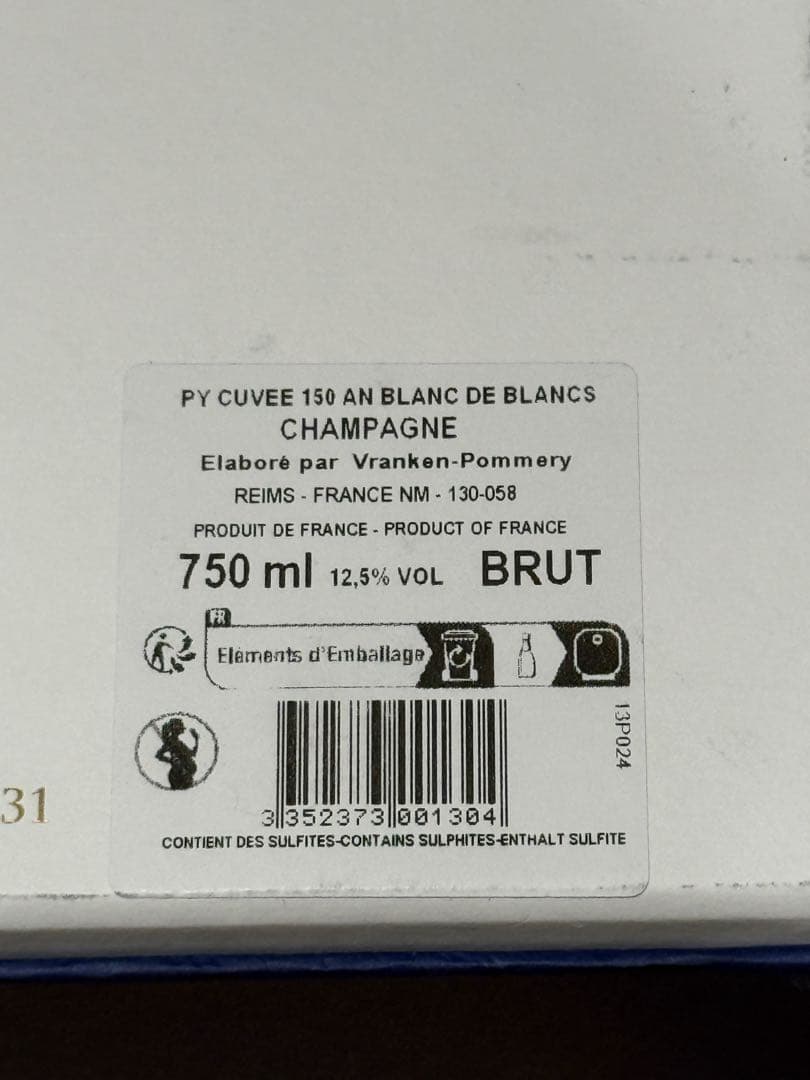 PY CUVEE 150 AN BLANC DE BLANCS
CHAMPAGNE
Elaboré par Vranken-Pommery
REIMS - FRANCE NM - 130-058
PRODUIT DE FRANCE - PRODUCT OF FRANCE
750 ml 12,5% VOL BRUT
FR
Eléments d'Emballage
13P024
31
3 352373 001304
CONTIENT DES SULFITES-CONTAINS SULPHITES-ENTHALT SULFITE